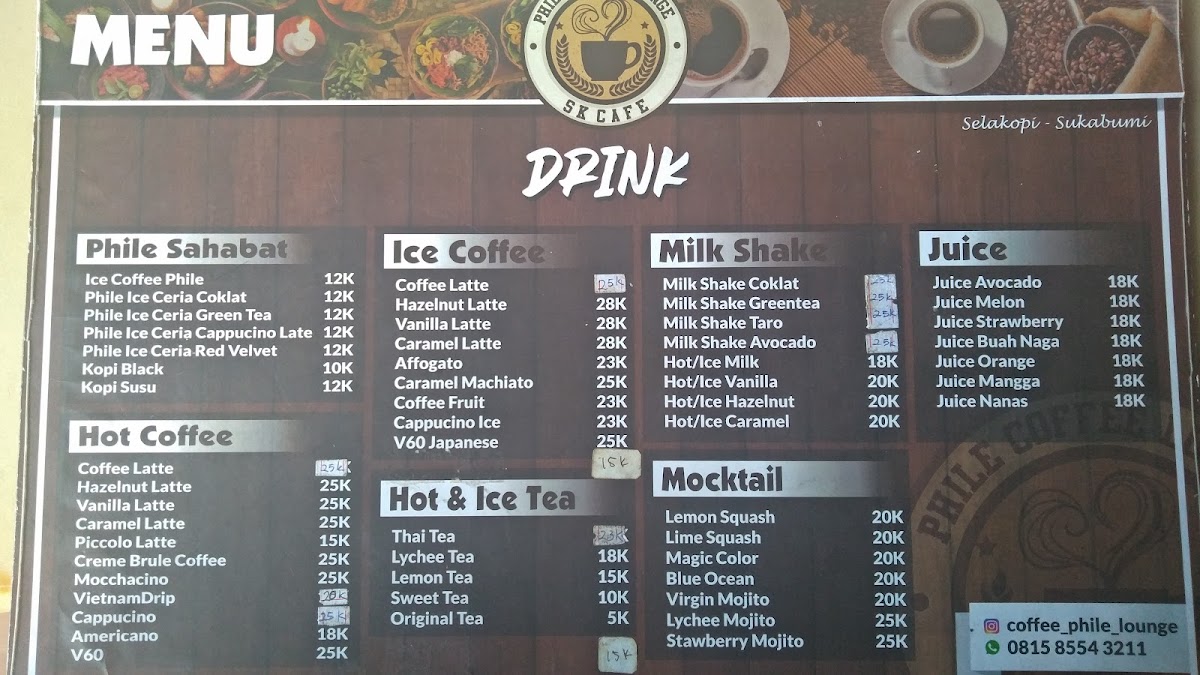 MENU
SK CAFE
Selakopi - Sukabumi
DRINK
Phile Sahabat
Ice Coffee Phile 12K
Phile Ice Ceria Coklat 12K
Phile Ice Ceria Green Tea 12K
Phile Ice Ceria Cappucino Late 12K
Phile Ice Ceria Red Velvet 12K
Kopi Black 10K
Kopi Susu 12K
Hot Coffee
Coffee Latte 25K
Hazelnut Latte 25K
Vanilla Latte 25K
Caramel Latte 25K
Piccolo Latte 15K
Creme Brule Coffee 25K
Mocchacino 25K
VietnamDrip 20K
Cappucino 25K
Americano 18K
V60 25K
Ice Coffee
Coffee Latte 25K
Hazelnut Latte 28K
Vanilla Latte 28K
Caramel Latte 28K
Affogato 23K
Caramel Machiato 25K
Coffee Fruit 23K
Cappucino Ice 23K
V60 Japanese 25K
15K
Hot & Ice Tea
Thai Tea 23K
Lychee Tea 18K
Lemon Tea 15K
Sweet Tea 10K
Original Tea 5K
15K
Milk Shake
Milk Shake Coklat 25K
Milk Shake Greentea 25K
Milk Shake Taro 25K
Milk Shake Avocado 25K
Hot/Ice Milk 18K
Hot/Ice Vanilla 20K
Hot/Ice Hazelnut 20K
Hot/Ice Caramel 20K
Mocktail
Lemon Squash 20K
Lime Squash 20K
Magic Color 20K
Blue Ocean 20K
Virgin Mojito 20K
Lychee Mojito 25K
Stawberry Mojito 25K
Juice
Juice Avocado 18K
Juice Melon 18K
Juice Strawberry 18K
Juice Buah Naga 18K
Juice Orange 18K
Juice Mangga 18K
Juice Nanas 18K
PHILE COFFEE
coffee_phile_lounge
0815 8554 3211